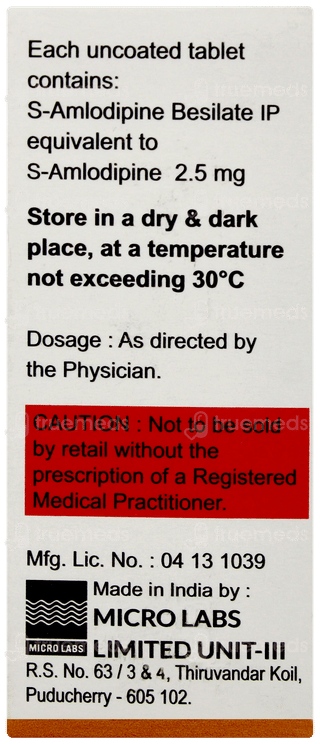 Each uncoated tablet
contains:
S-Amlodipine Besilate IP
equivalent to
S-Amlodipine 2.5 mg
Store in a dry & dark
place, at a temperature
not exceeding 30°C
Dosage : As directed by
the Physician.
CAUTION : Not to be sold
by retail without the
prescription of a Registered
Medical Practitioner.
Mfg. Lic. No. : 04 13 1039
Made in India by :
MICRO LABS
MICRO LABS
LIMITED UNIT-III
R.S. No. 63 / 3 & 4, Thiruvandar Koil,
Puducherry - 605 102.
truemeds